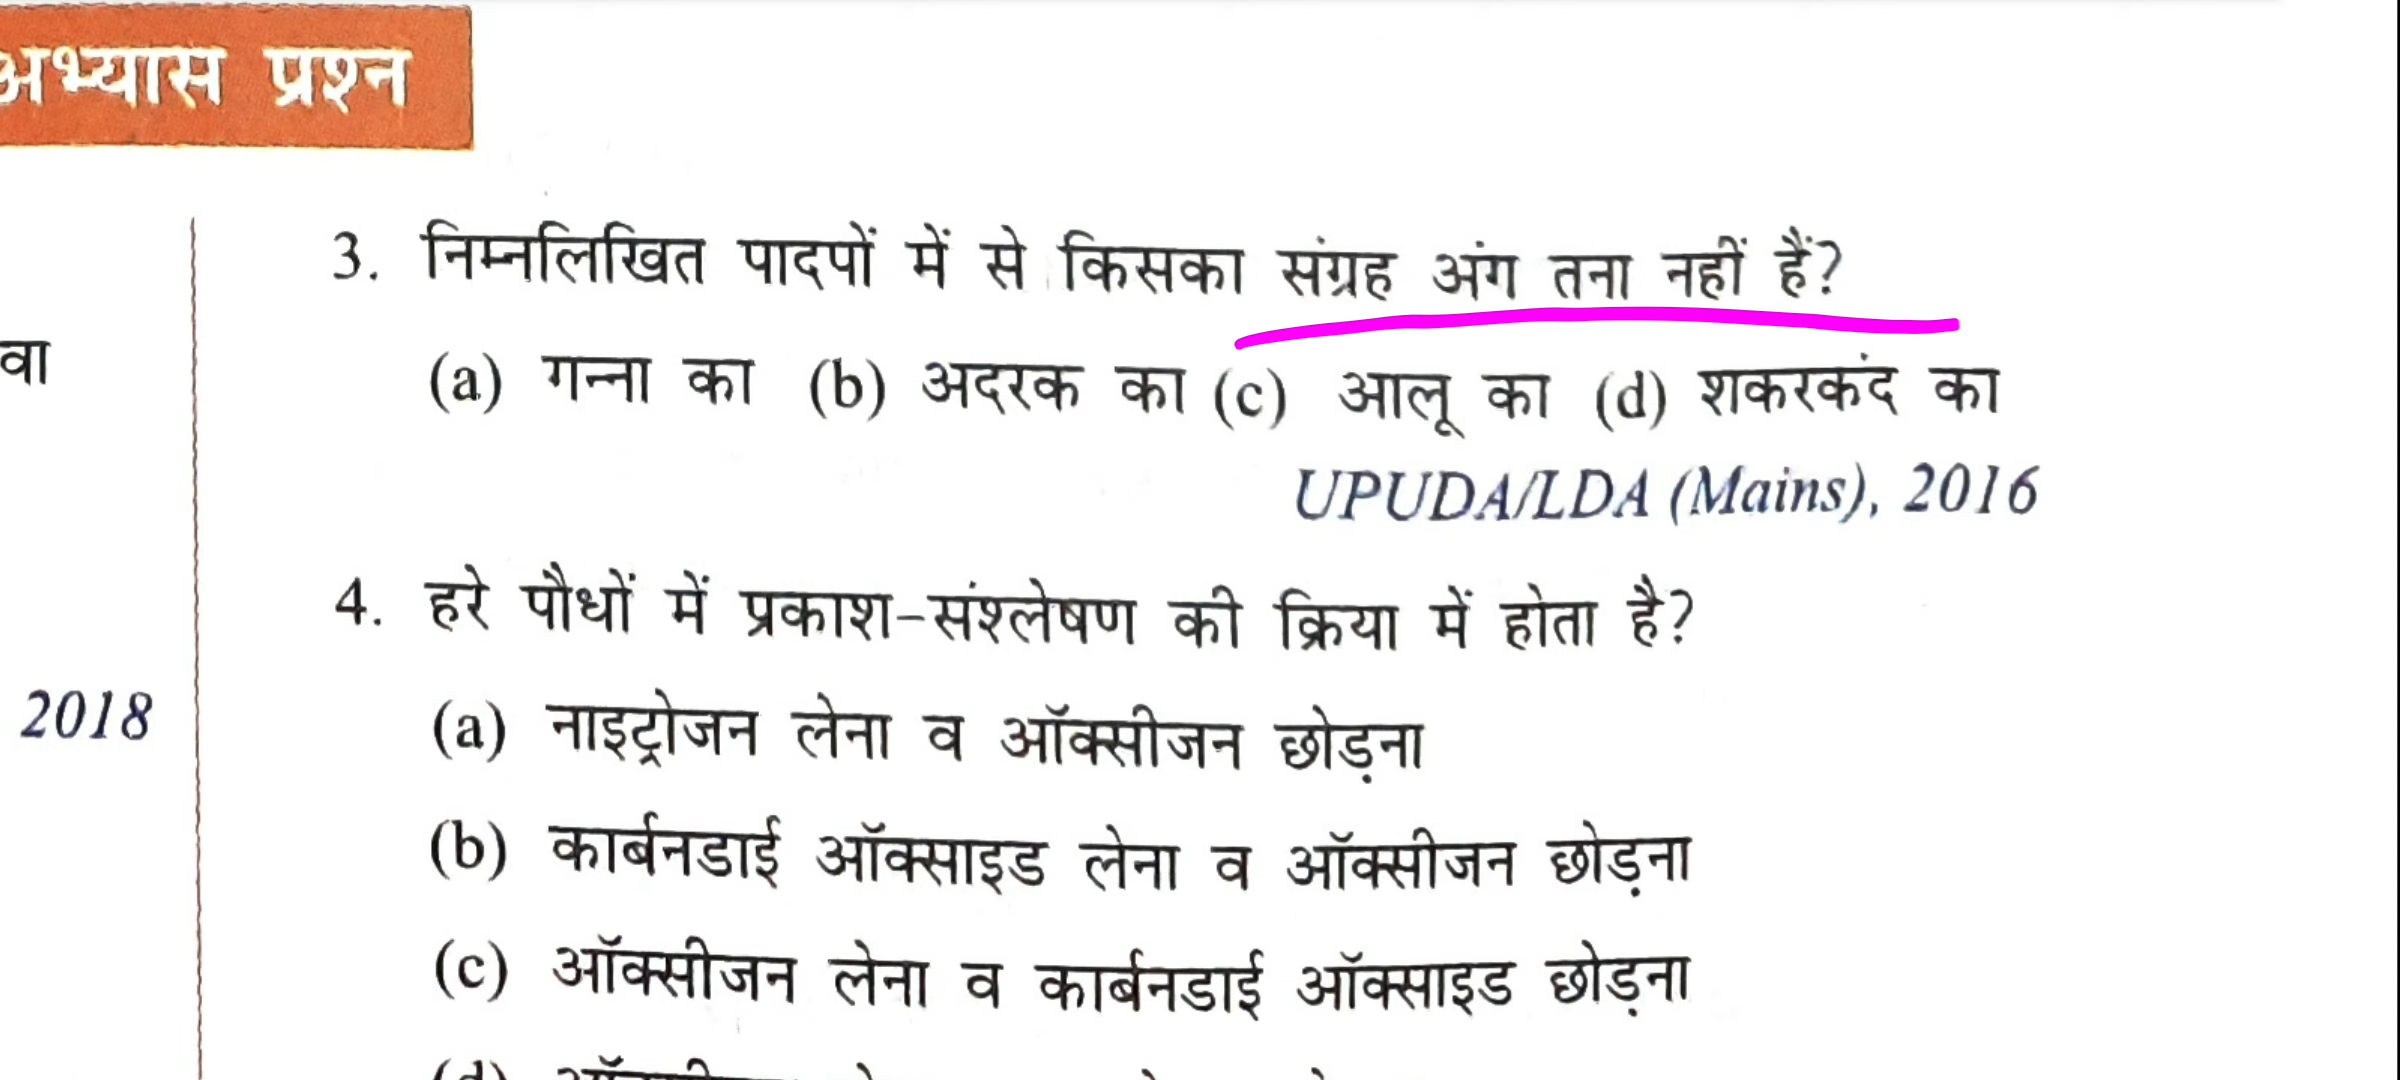 अभ्यास प्रश्न
वा
2018
3. निम्नलिखित पादपों में से किसका संग्रह अंग तना नहीं हैं?
(a) गन्ना का (b) अदरक का (c) आलू का (d) शकरकंद का
UPUDA/LDA (Mains), 2016
4. हरे पौधों में प्रकाश-संश्लेषण की क्रिया में होता है?
(a) नाइट्रोजन लेना व ऑक्सीजन छोड़ना
(b) कार्बनडाई ऑक्साइड लेना व ऑक्सीजन छोड़ना
(c) ऑक्सीजन लेना व कार्बनडाई ऑक्साइड छोड़ना